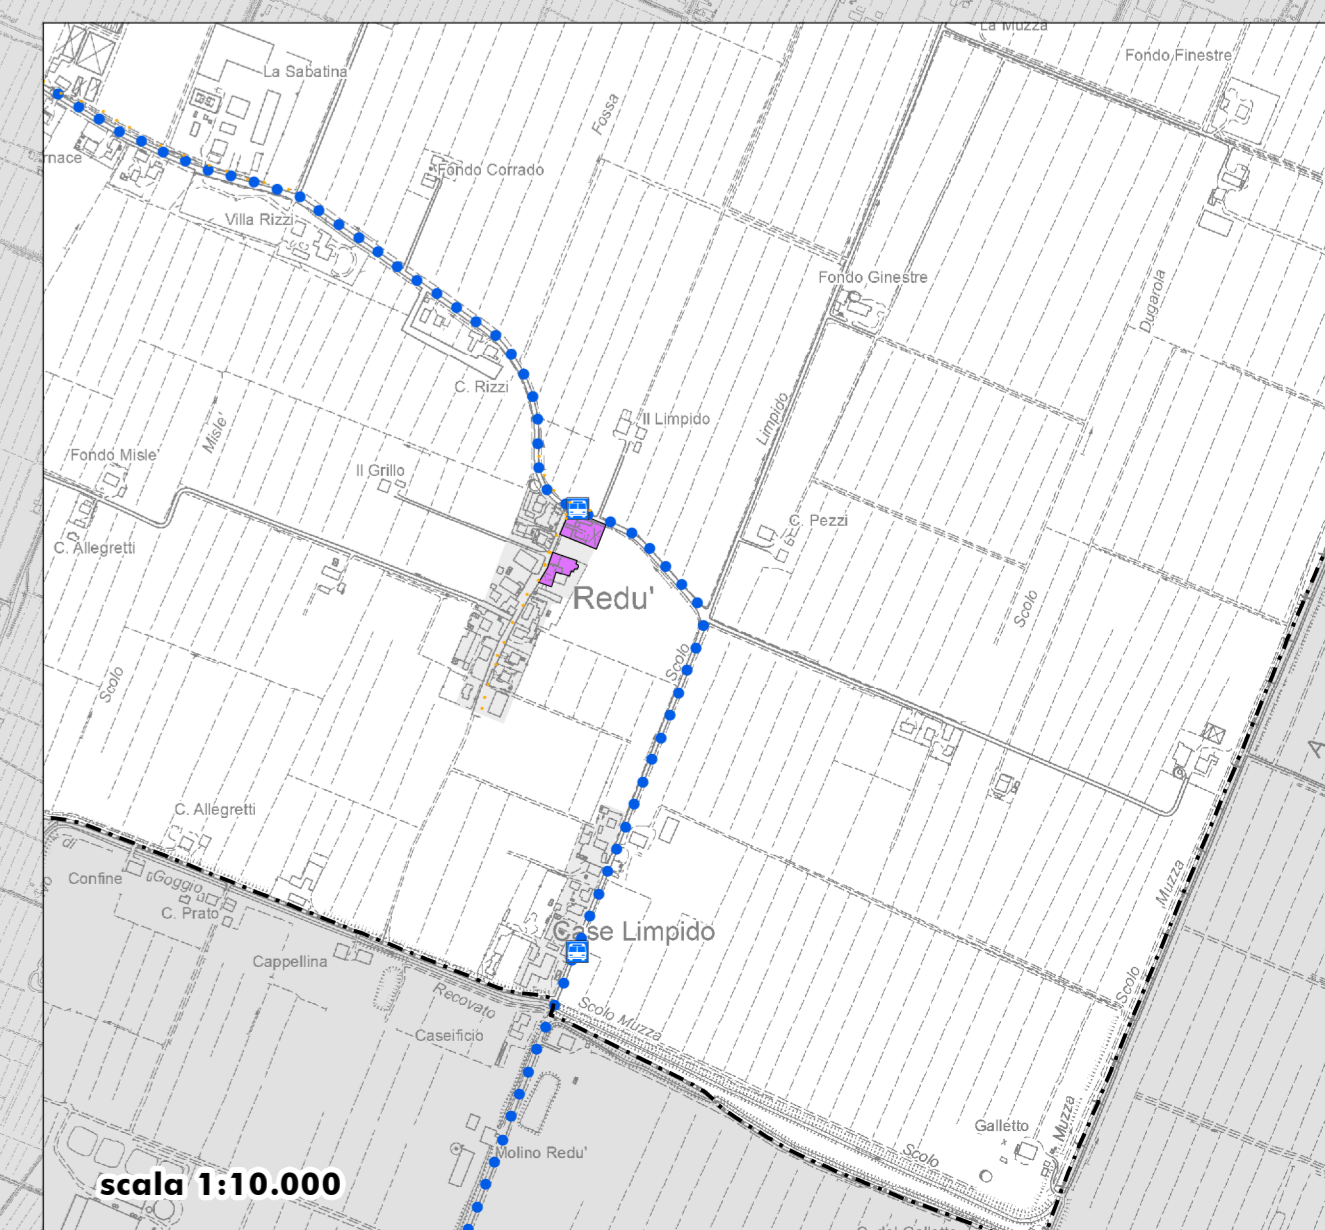 La Muzza
Fondo Finestre
La Sabatina
Fossa
Fondo Corrado
Villa Rizzi
Fondo Ginestre
Dugarola
C. Rizzi
Limpido
Il Limpido
Misle'
Fondo Misle'
Il Grillo
C. Pezzi
C. Allegretti
Redu'
Scolo
Scolo
Scolo
C. Allegretti
Confine
Goggio
C. Prato
Muzza
Case Limpido
Cappellina
Scolo
Recovato
Scolo Muzza
Caseificio
Galletto
Muzza
Molino Redu'
Scolo
scala 1:10.000